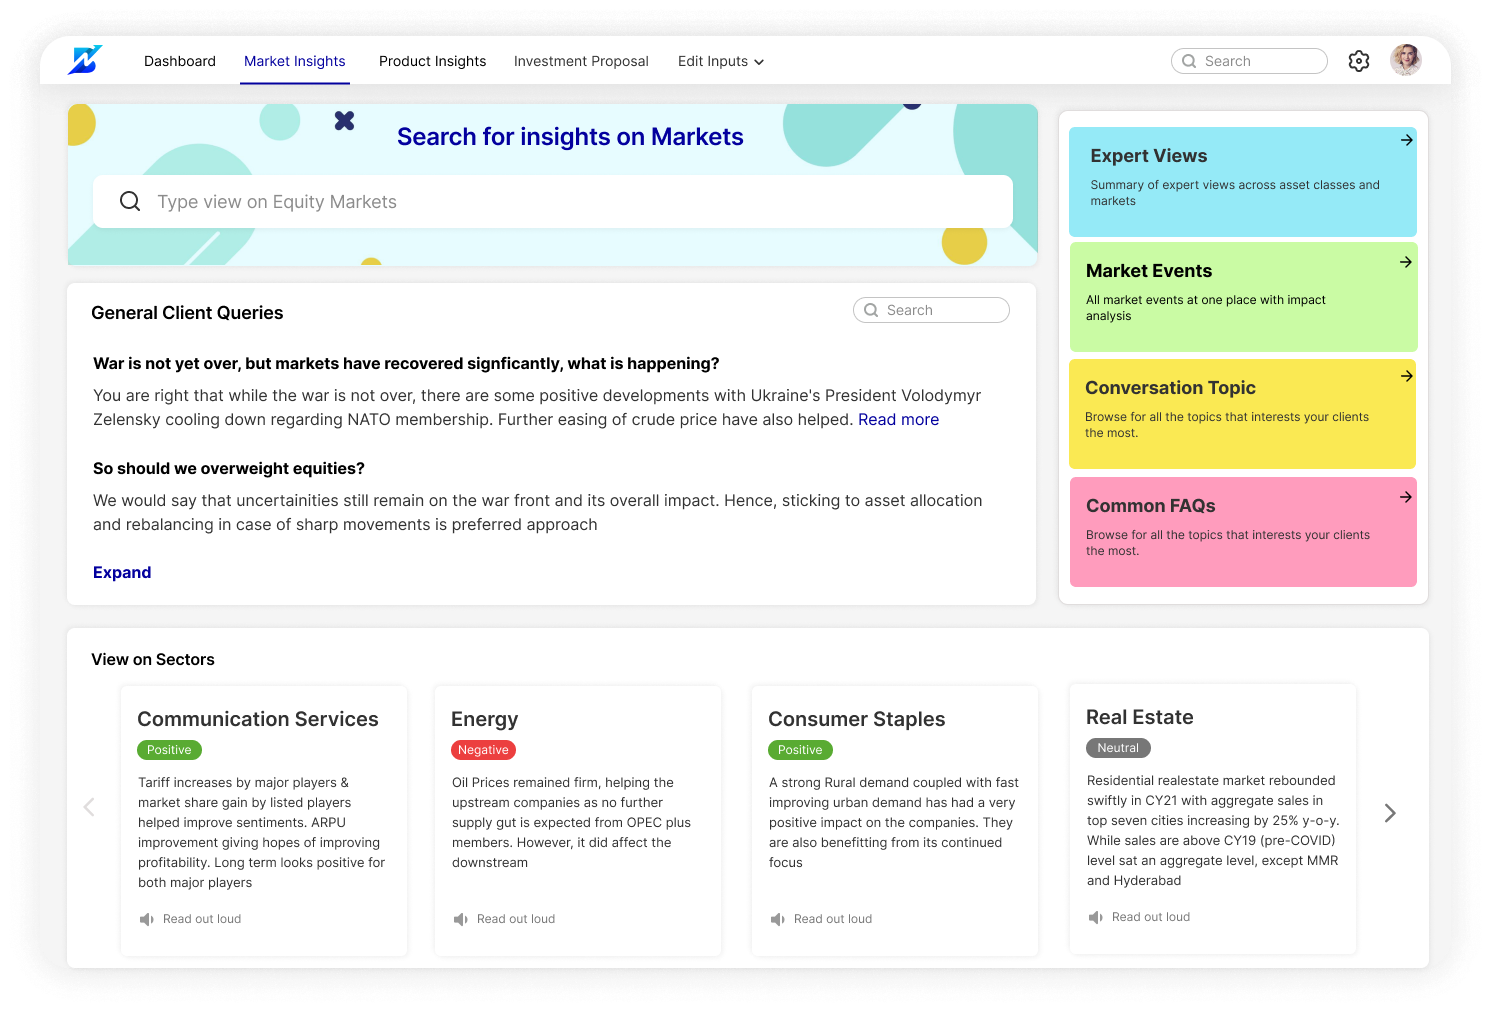 Dashboard
Market Insights
Product Insights
Investment Proposal
Edit Inputs
Search
Search for insights on Markets
Type view on Equity Markets
General Client Queries
Search
War is not yet over, but markets have recovered signficantly, what is happening?
You are right that while the war is not over, there are some positive developments with Ukraine's President Volodymyr
Zelensky cooling down regarding NATO membership. Further easing of crude price have also helped. Read more
So should we overweight equities?
We would say that uncertainities still remain on the war front and its overall impact. Hence, sticking to asset allocation
and rebalancing in case of sharp movements is preferred approach
Expand
Expert Views
Summary of expert views across asset classes and
markets
Market Events
All market events at one place with impact
analysis
Conversation Topic
Browse for all the topics that interests your clients
the most.
Common FAQs
Browse for all the topics that interests your clients
the most.
View on Sectors
Communication Services
Positive
Tariff increases by major players &
market share gain by listed players
helped improve sentiments. ARPU
improvement giving hopes of improving
profitability. Long term looks positive for
both major players
Read out loud
Energy
Negative
Oil Prices remained firm, helping the
upstream companies as no further
supply gut is expected from OPEC plus
members. However, it did affect the
downstream
Read out loud
Consumer Staples
Positive
A strong Rural demand coupled with fast
improving urban demand has had a very
positive impact on the companies. They
are also benefitting from its continued
focus
Read out loud
Real Estate
Neutral
Residential realestate market rebounded
swiftly in CY21 with aggregate sales in
top seven cities increasing by 25% y-o-y.
While sales are above CY19 (pre-COVID)
level sat an aggregate level, except MMR
and Hyderabad
Read out loud